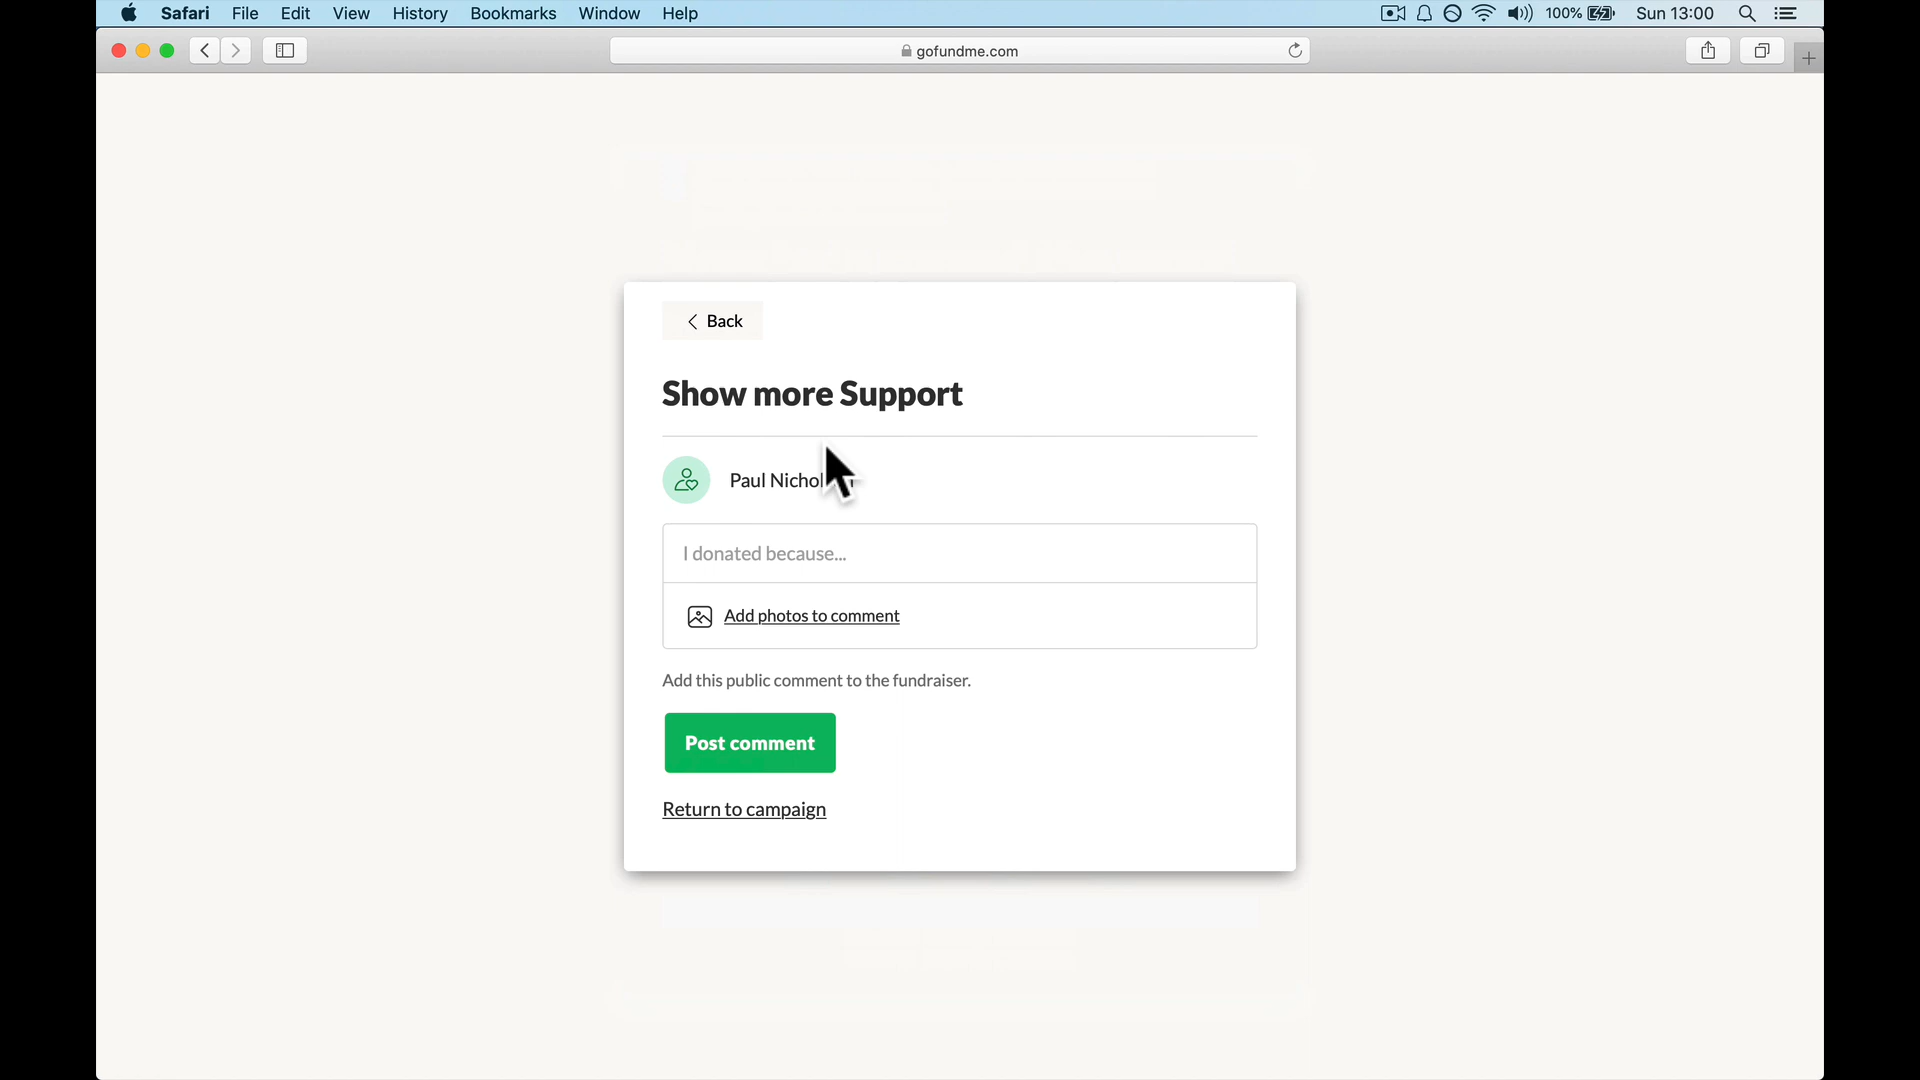 Safari File Edit View History Bookmarks Window Help 100% Sun 13:00
gofundme.com
Back
Show more Support
Paul
I donated because...
Add photos to comment
Add this public comment to the fundraiser.
Post comment
Return to campaign